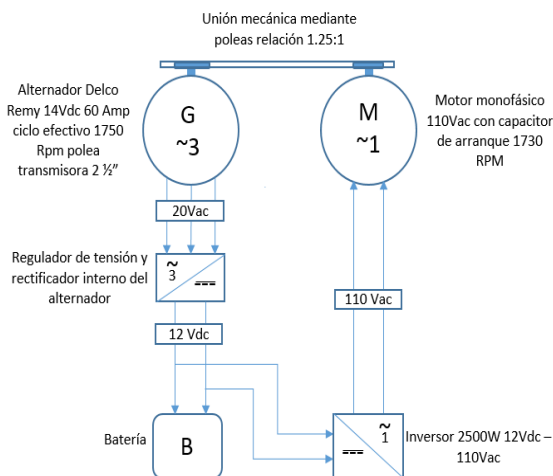 Unión mecánica mediante
poleas relación 1.25:1
Alternador Delco
Remy 14Vdc 60 Amp
ciclo efectivo 1750
Rpm polea
transmisora 2 ½”
G
~3
M
~1
Motor monofásico
110Vac con capacitor
de arranque 1730
RPM
20Vac
Regulador de tensión y
rectificador interno del
alternador
~
3
110 Vac
12 Vdc
Batería
B
~
1
Inversor 2500W 12Vdc –
110Vac